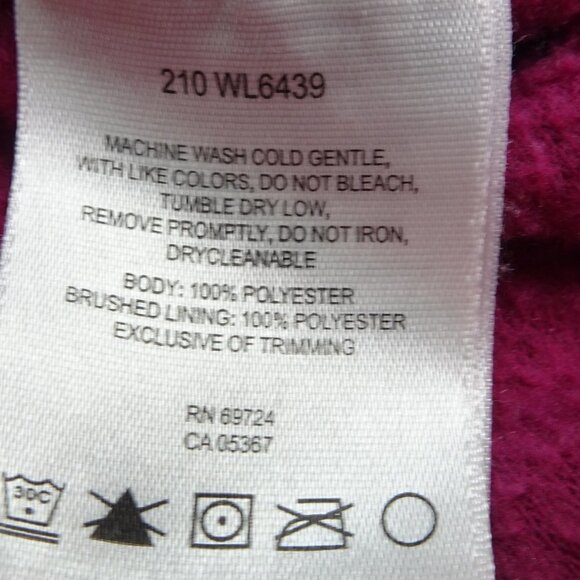 210 WL6439
MACHINE WASH COLD GENTLE,
WITH LIKE COLORS, DO NOT BLEACH,
TUMBLE DRY LOW,
REMOVE PROMPTLY, DO NOT IRON,
DRYCLEANABLE
BODY: 100% POLYESTER
BRUSHED LINING: 100% POLYESTER
EXCLUSIVE OF TRIMMING
RN 69724
CA 05367
30C